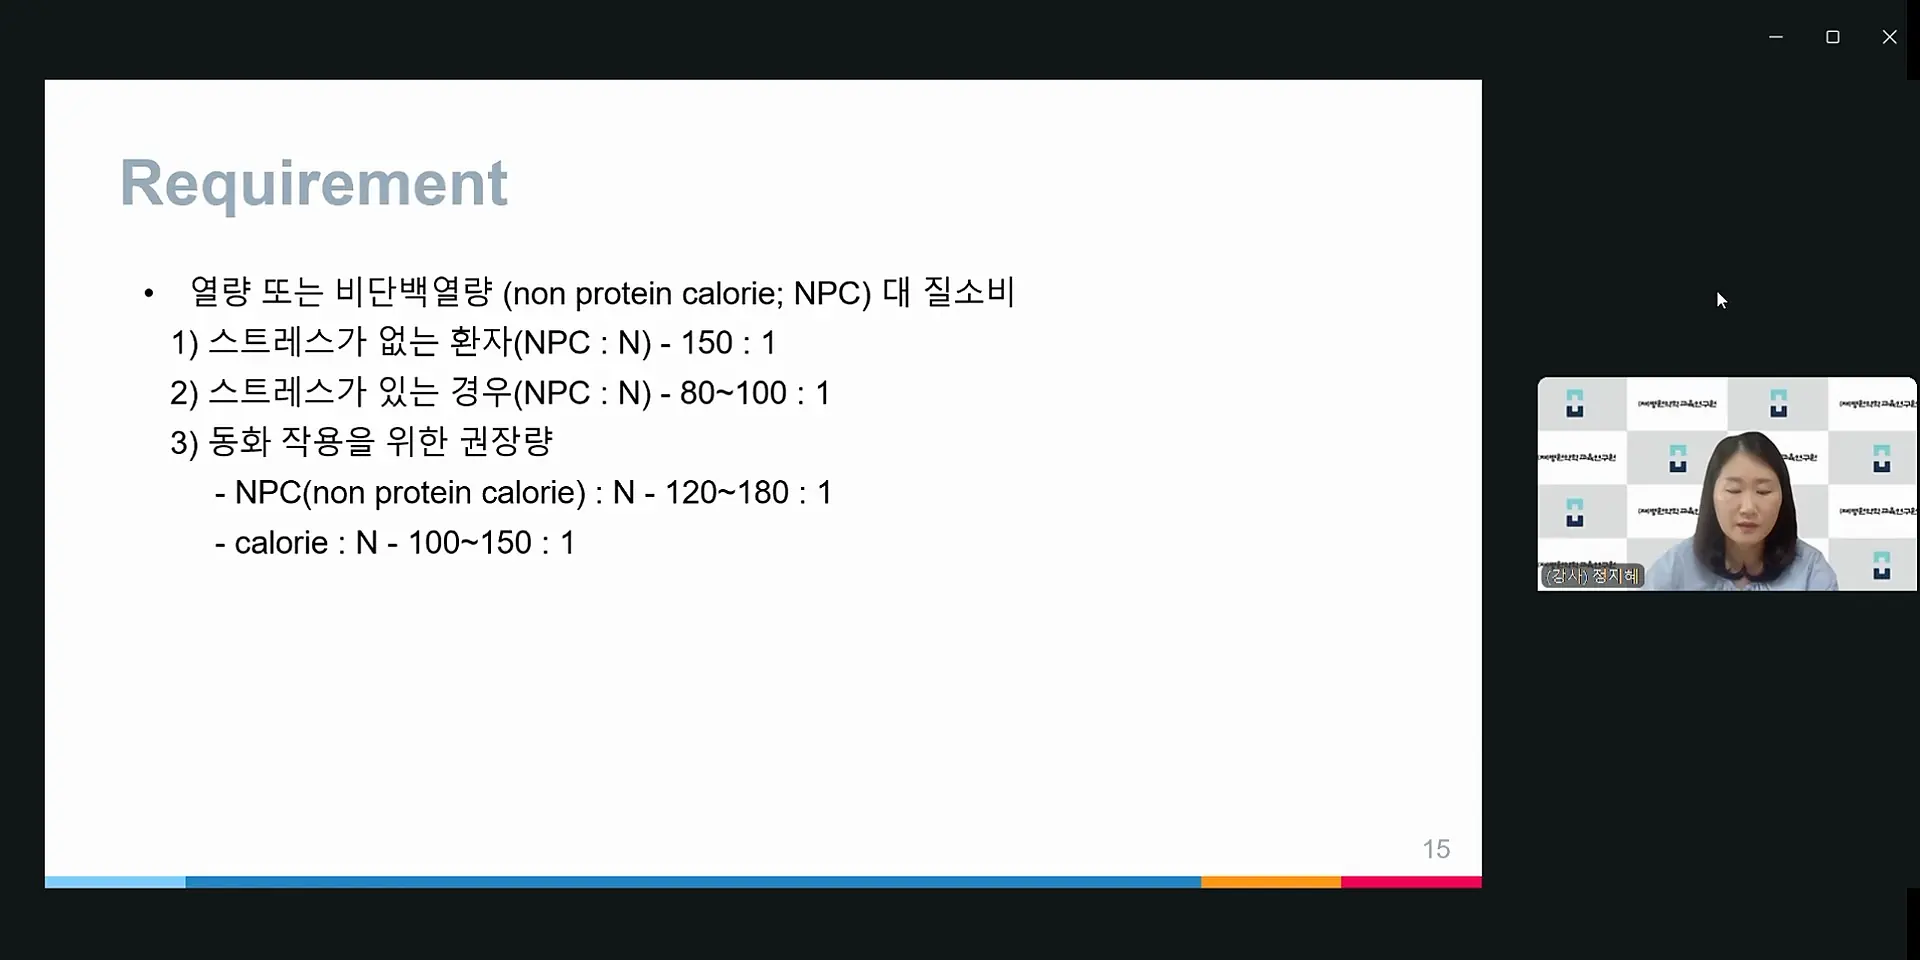 Requirement
• 열량 또는 비단백열량 (non protein calorie; NPC) 대 질소비
1) 스트레스가 없는 환자(NPC : N) - 150 : 1
2) 스트레스가 있는 경우(NPC : N) - 80~100 : 1
3) 동화 작용을 위한 권장량
- NPC(non protein calorie) : N - 120~180 : 1
- calorie : N - 100~150 : 1
15
(강사) 정지혜